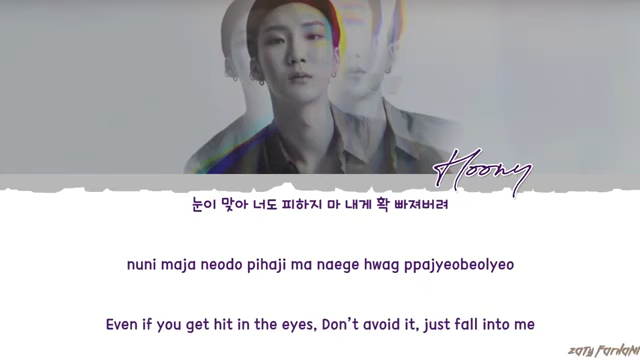 Hoony
눈이 맞아 너도 피하지 마 내게 확 빠져버려
nuni maja neodo pihaji ma naege hwag ppajyeobeolyeo
Even if you get hit in the eyes, Don't avoid it, just fall into me
Zaty Farhani